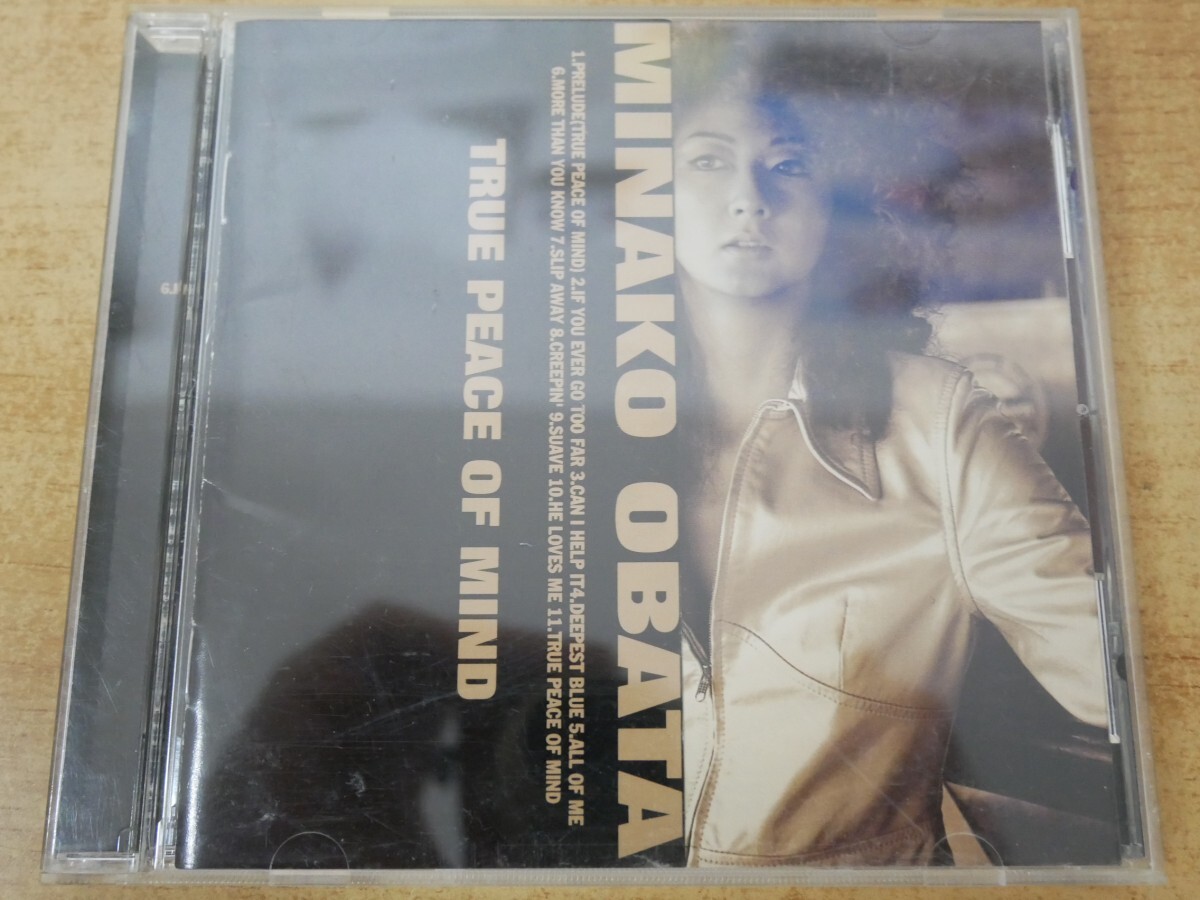 MINAKO OBATA
1.PRELUDE(TRUE PEACE OF MIND) 2.IF YOU EVER GO TOO FAR 3.CAN I HELP IT4.DEEPEST BLUE 5.ALL OF ME
6.MORE THAN YOU KNOW 7.SLIP AWAY 8.CREEPIN' 9.SUAVE 10.HE LOVES ME 11.TRUE PEACE OF MIND
TRUE PEACE OF MIND